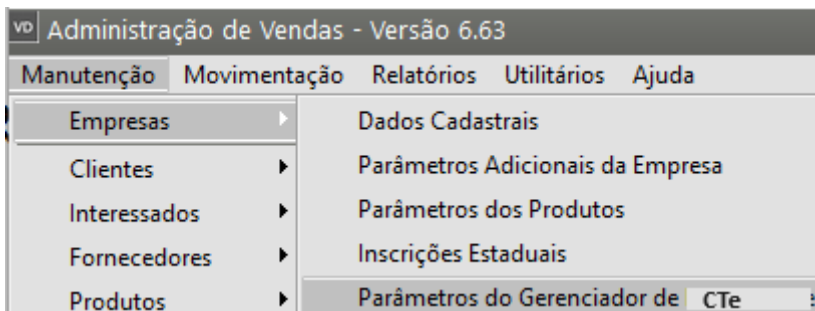 VD Administração de Vendas - Versão 6.63
Manutenção Movimentação Relatórios Utilitários Ajuda
Empresas
Dados Cadastrais
Clientes
Parâmetros Adicionais da Empresa
Interessados
Parâmetros dos Produtos
Fornecedores
Inscrições Estaduais
Produtos
Parâmetros do Gerenciador de CTe